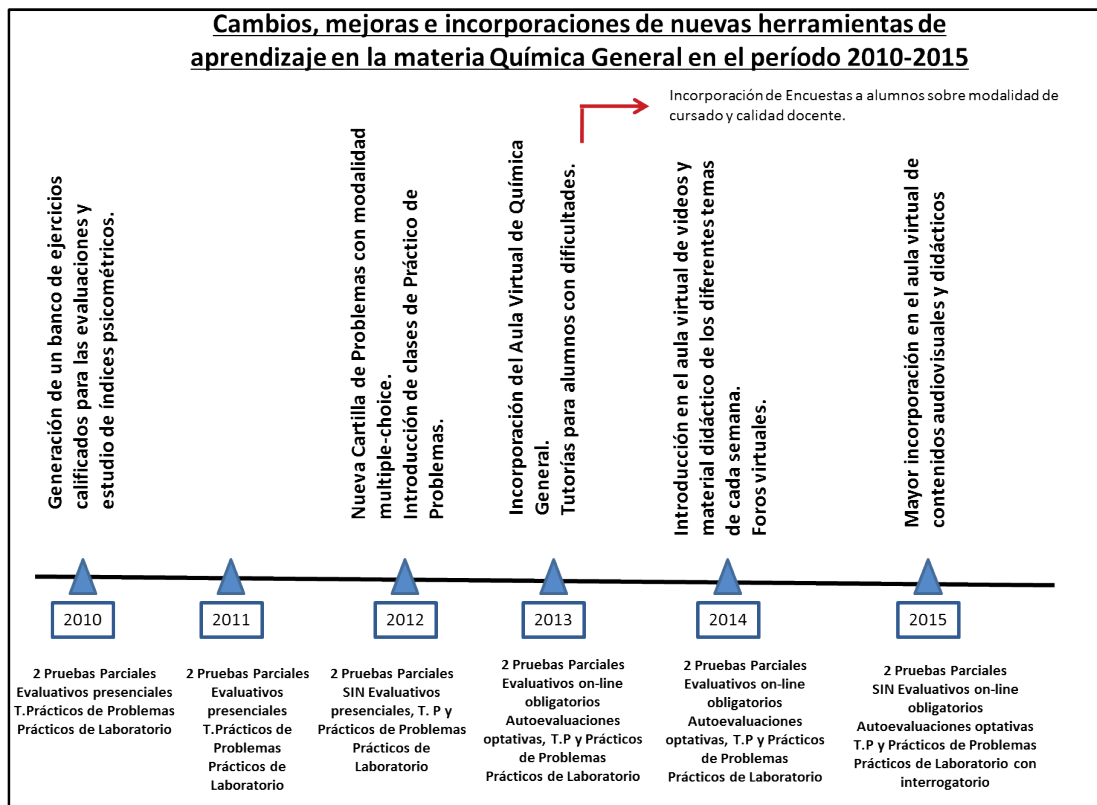 Cambios, mejoras e incorporaciones de nuevas herramientas de
aprendizaje en la materia Química General en el período 2010-2015
Incorporación de Encuestas a alumnos sobre modalidad de
cursado y calidad docente.
Generación de un banco de ejercicios
calificados para las evaluaciones y
estudio de índices psicométricos.
Nueva Cartilla de Problemas con modalidad
multiple-choice.
Introducción de clases de Práctico de
Problemas.
Incorporación del Aula Virtual de Química
General.
Tutorías para alumnos con dificultades.
Introducción en el aula virtual de videos y
material didáctico de los diferentes temas
de cada semana.
Foros virtuales.
Mayor incorporación en el aula virtual de
contenidos audiovisuales y didácticos
2010
2011
2012
2013
2014
2015
2 Pruebas Parciales
Evaluativos presenciales
T.Prácticos de Problemas
Prácticos de Laboratorio
2 Pruebas Parciales
Evaluativos
presenciales
T.Prácticos de
Problemas
Prácticos de
Laboratorio
2 Pruebas Parciales
SIN Evaluativos
presenciales, T. P y
Prácticos de Problemas
Prácticos de
Laboratorio
2 Pruebas Parciales
Evaluativos on-line
obligatorios
Autoevaluaciones
optativas, T.P y Prácticos
de Problemas
Prácticos de Laboratorio
2 Pruebas Parciales
Evaluativos on-line
obligatorios
Autoevaluaciones
optativas, T.P y Prácticos
de Problemas
Prácticos de Laboratorio
2 Pruebas Parciales
SIN Evaluativos on-line
obligatorios
Autoevaluaciones optativas
T.P y Prácticos de Problemas
Prácticos de Laboratorio con
interrogatorio